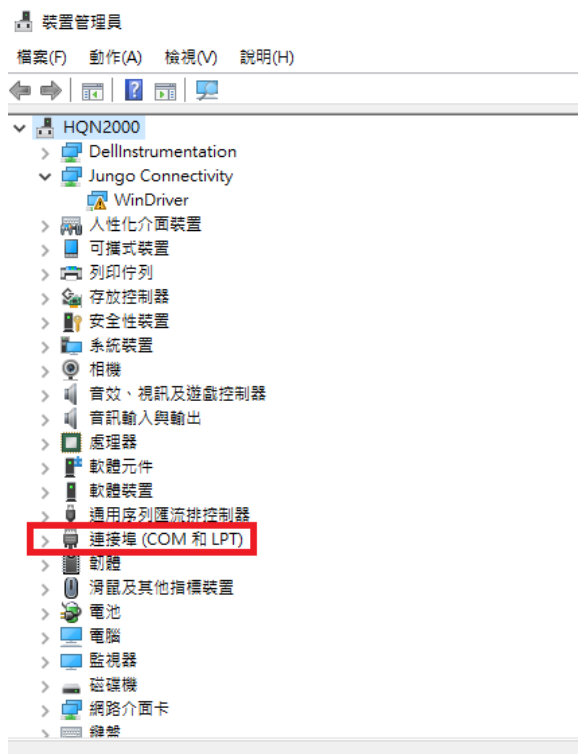 裝置管理員
檔案(F) 動作(A) 檢視(V) 說明(H)
HQN2000
DellInstrumentation
Jungo Connectivity
WinDriver
人性化介面裝置
可攜式裝置
列印佇列
存放控制器
安全性裝置
系統裝置
相機
音效、視訊及遊戲控制器
音訊輸入與輸出
處理器
軟體元件
軟體裝置
通用序列匯流排控制器
連接埠 (COM 和 LPT)
韌體
滑鼠及其他指標裝置
電池
電腦
監視器
磁碟機
網路介面卡
鍵盤